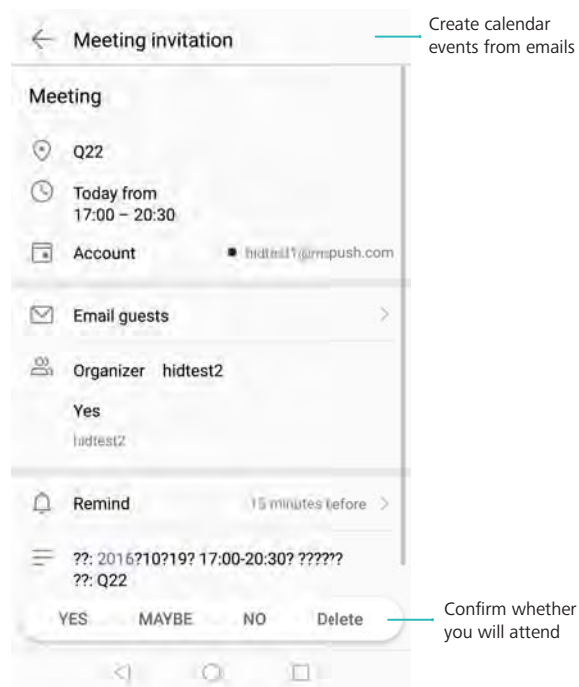 Meeting invitation
Create calendar
events from emails
Meeting
Q22
Today from
17:00 – 20:30
Account
Email guests
Organizer hidtest2
Yes
hidtest2
Remind 15 minutes before
??: 2016?10?19? 17:00-20:30? ??????
??: Q22
YES MAYBE NO Delete
Confirm whether
you will attend